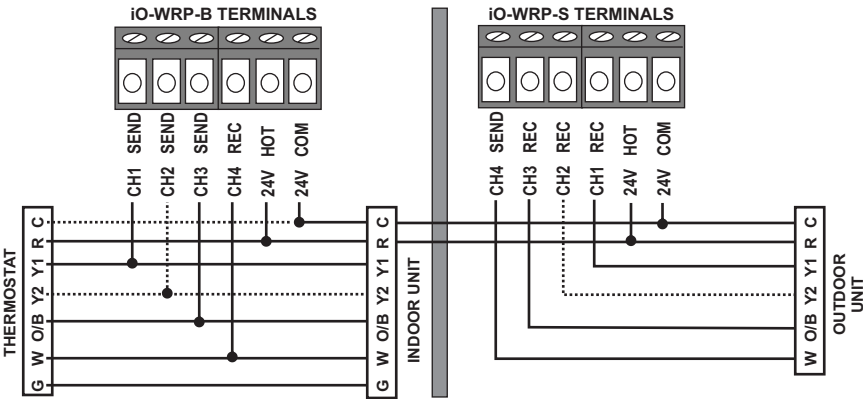 iO-WRP-B TERMINALS
CH1 SEND
CH2 SEND
CH3 SEND
CH4 REC
24V HOT
24V COM
iO-WRP-S TERMINALS
CH4 SEND
CH3 REC
CH2 REC
CH1 REC
24V HOT
24V COM
THERMOSTAT
C
R
Y1
Y2
O/B
W
G
INDOOR UNIT
C
R
Y1
Y2
O/B
W
G
OUTDOOR
UNIT
C
R
Y1
Y2
O/B
W